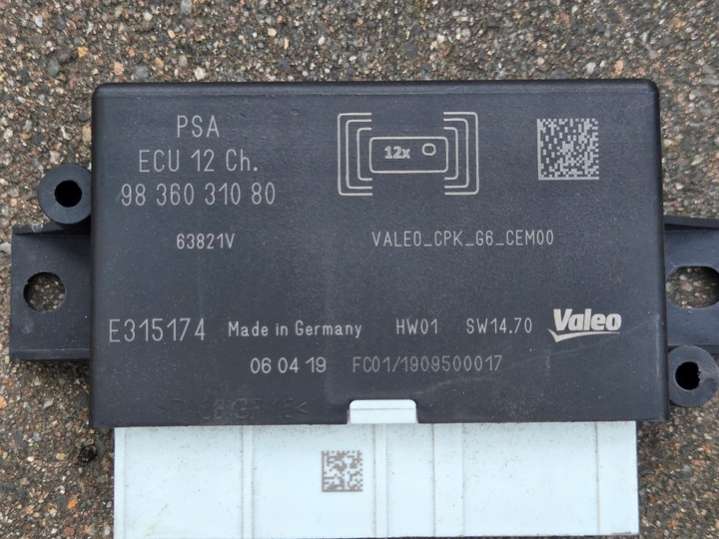 PSA
ECU 12 Ch.
98 360 310 80
12x
63821V
VALEO_CPK_G6_CEM00
E315174 Made in Germany HW01 SW14.70 Valeo
06 04 19 FC01/1909500017